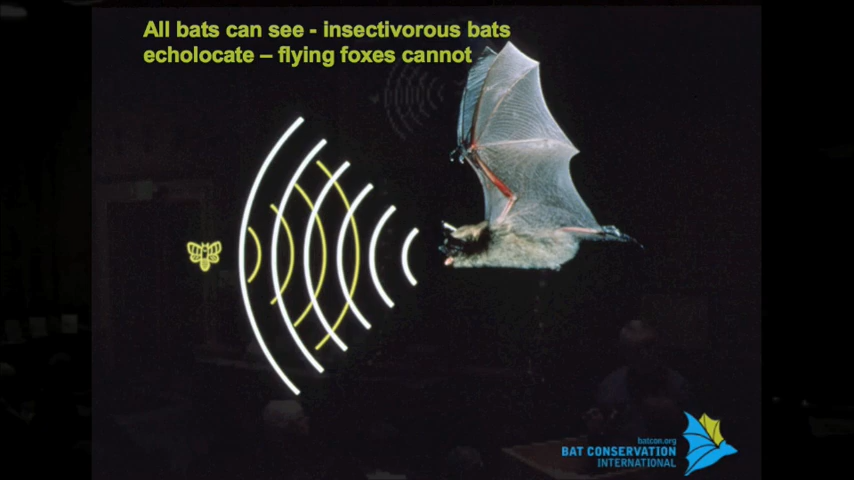 All bats can see - insectivorous bats
echolocate – flying foxes cannot
batcon.org
BAT CONSERVATION
INTERNATIONAL